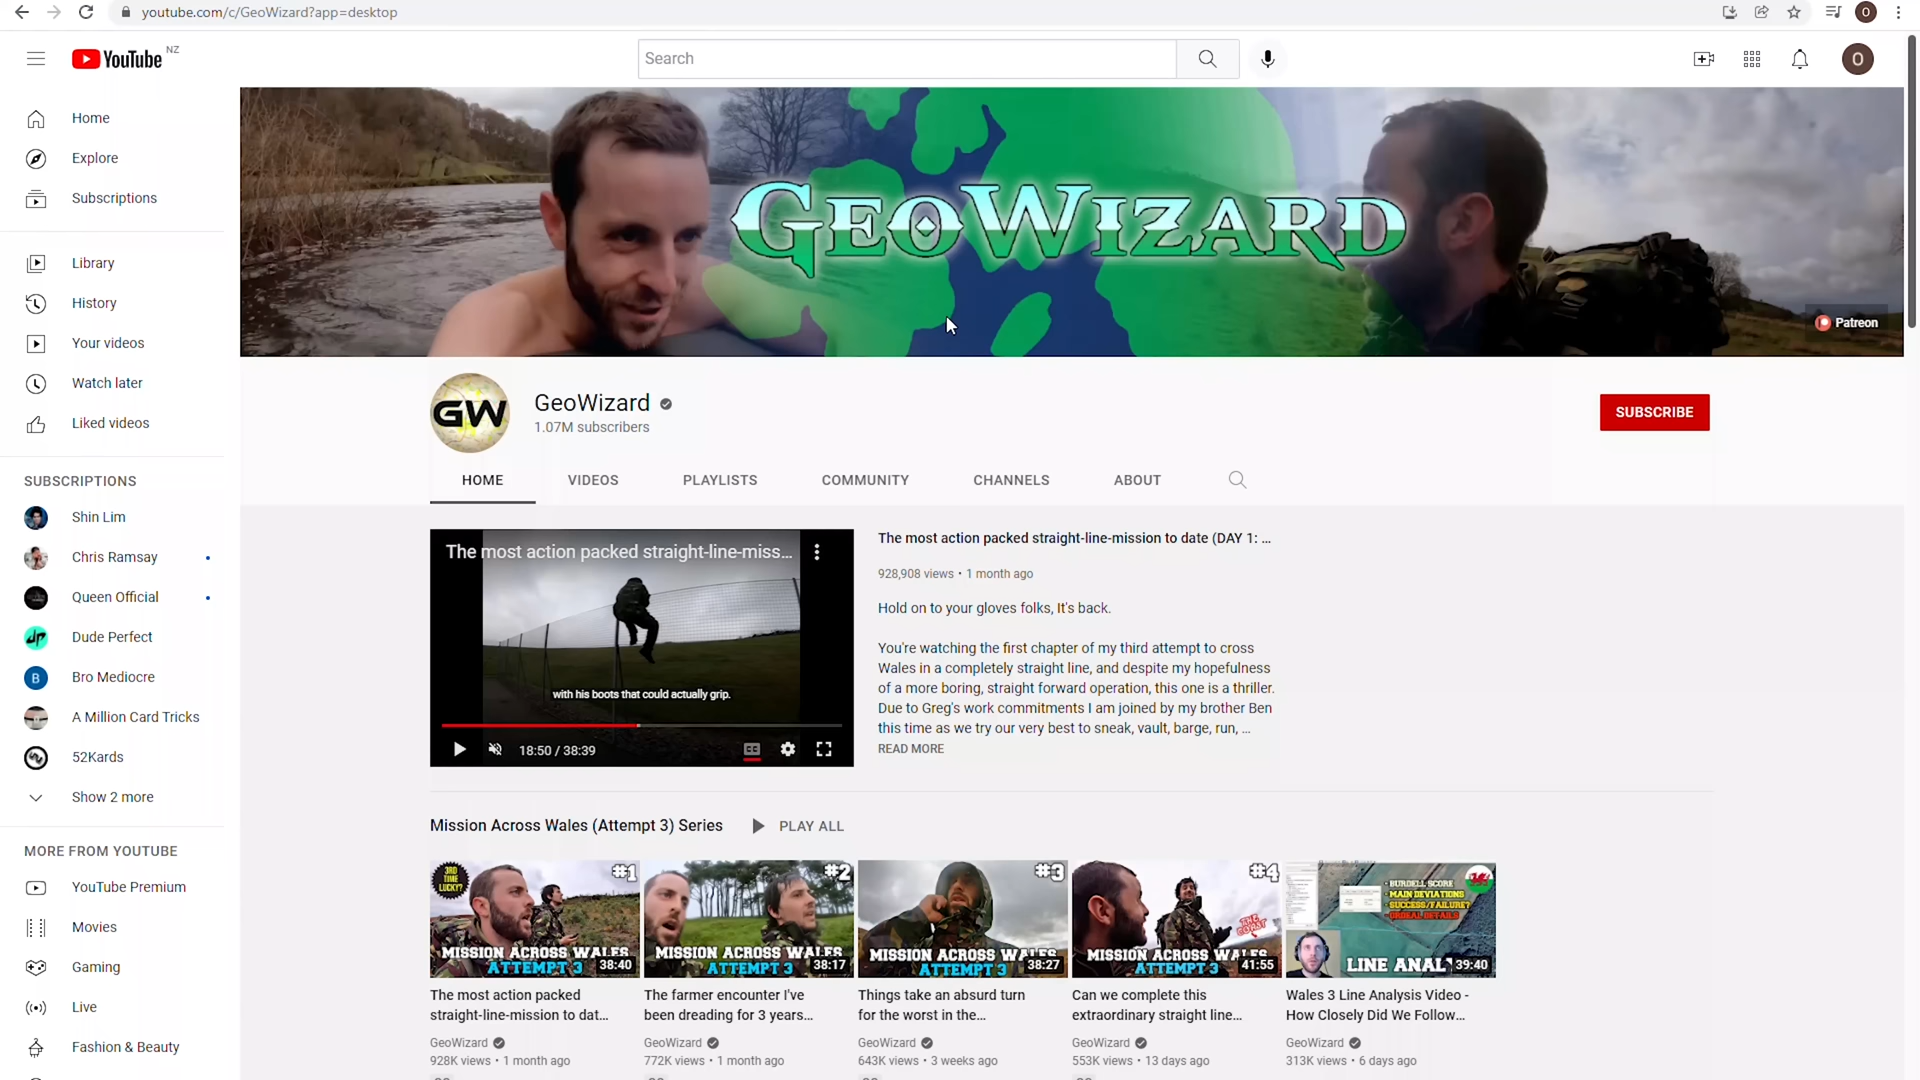 youtube.com/c/GeoWizard?app=desktop
O
YouTube NZ
Search
O
Home
Explore
Subscriptions
Library
History
Your videos
Watch later
Liked videos
SUBSCRIPTIONS
Shin Lim
Chris Ramsay
Queen Official
Dude Perfect
B Bro Mediocre
A Million Card Tricks
52Kards
Show 2 more
MORE FROM YOUTUBE
YouTube Premium
Movies
Gaming
Live
Fashion & Beauty
GEOWIZARD
Patreon
GW
GeoWizard
1.07M subscribers
SUBSCRIBE
HOME VIDEOS PLAYLISTS COMMUNITY CHANNELS ABOUT
The most action packed straight-line-miss...
with his boots that could actually grip.
18:50 / 38:39
CC
The most action packed straight-line-mission to date (DAY 1: ...
928,908 views • 1 month ago
Hold on to your gloves folks, It's back.
You're watching the first chapter of my third attempt to cross
Wales in a completely straight line, and despite my hopefulness
of a more boring, straight forward operation, this one is a thriller.
Due to Greg's work commitments I am joined by my brother Ben
this time as we try our very best to sneak, vault, barge, run, ...
READ MORE
Mission Across Wales (Attempt 3) Series PLAY ALL
3RD
TIME
LUCKY?
#1
MISSION ACROSS WALES
ATTEMPT 3
38:40
The most action packed
straight-line-mission to dat...
GeoWizard
928K views • 1 month ago
#2
MISSION ACROSS WALES
ATTEMPT 3
38:17
The farmer encounter I've
been dreading for 3 years...
GeoWizard
772K views • 1 month ago
#3
MISSION ACROSS WALES
ATTEMPT 3
38:27
Things take an absurd turn
for the worst in the...
GeoWizard
643K views • 3 weeks ago
#4
THE
COAST
MISSION ACROSS WALES
ATTEMPT 3
41:55
Can we complete this
extraordinary straight line...
GeoWizard
553K views • 13 days ago
- BURDELL SCORE
- MAIN DEVIATIONS
- SUCCESS/FAILURE?
- ORDEAL DETAILS
LINE ANAL
39:40
Wales 3 Line Analysis Video -
How Closely Did We Follow...
GeoWizard
313K views • 6 days ago